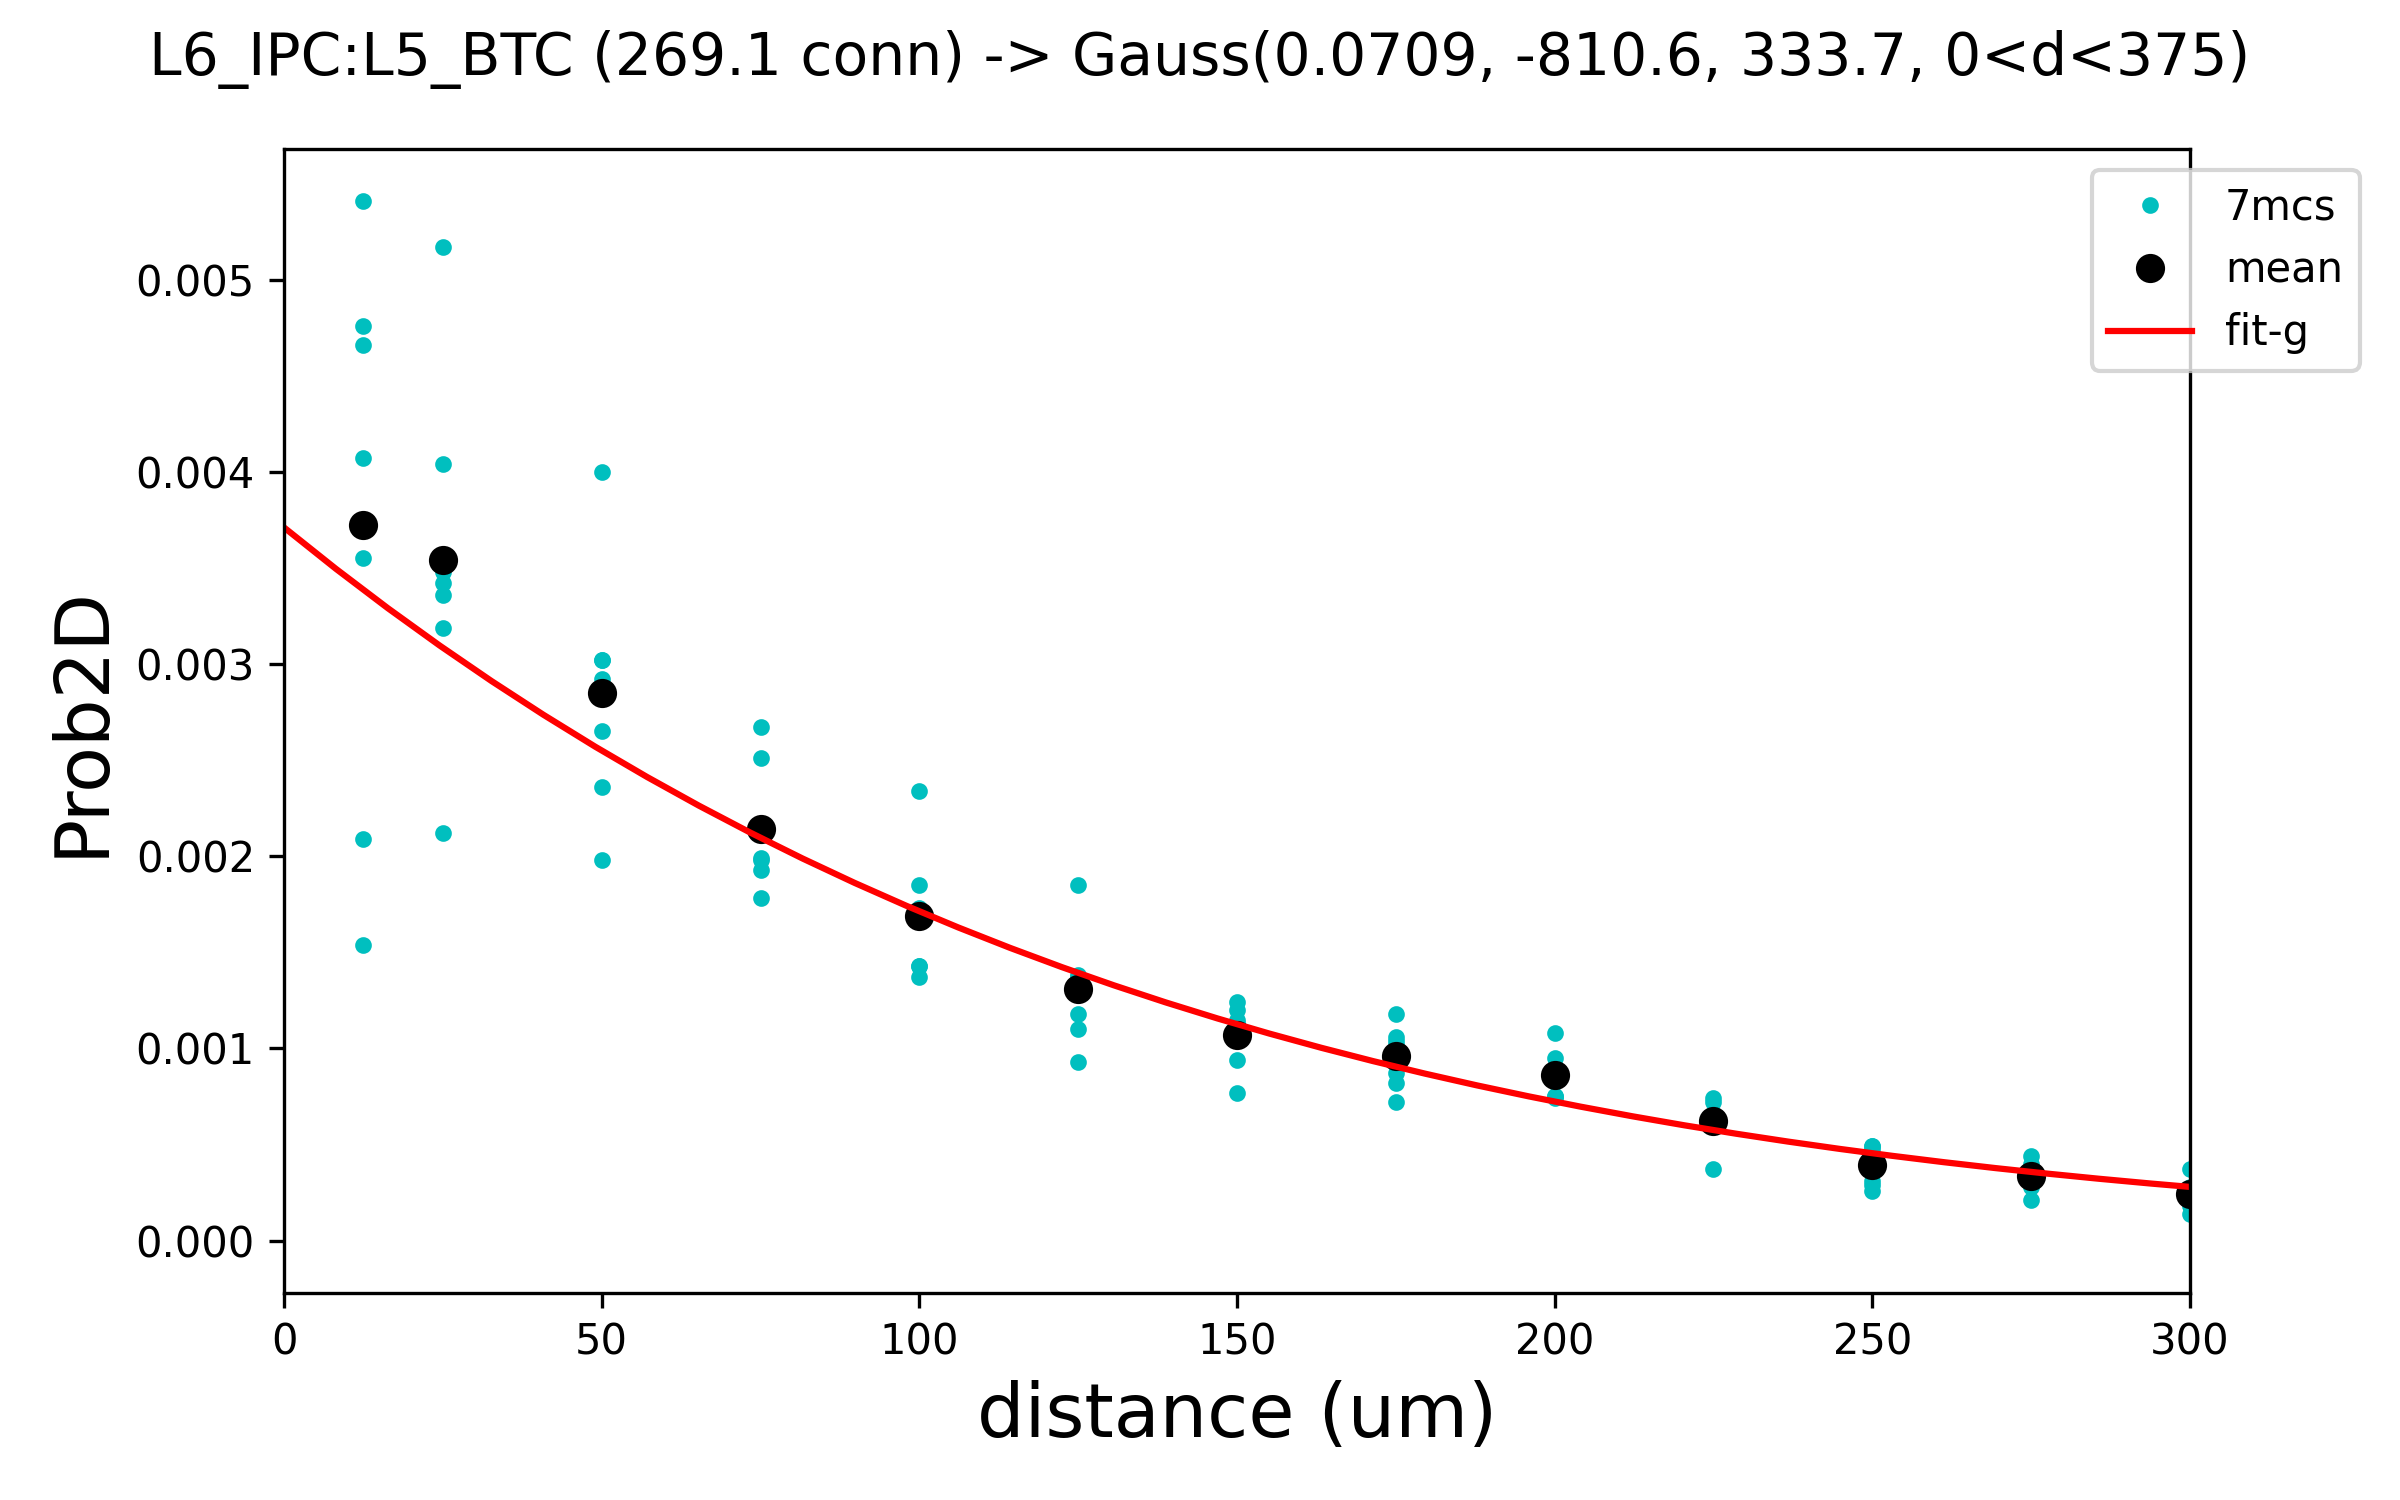 L6_IPC:L5_BTC (269.1 conn) -> Gauss(0.0709, -810.6, 333.7, 0<d<375)
7mcs
mean
fit-g
Prob2D
0.005
0.004
0.003
0.002
0.001
0.000
0 50 100 150 200 250 300
distance (um)